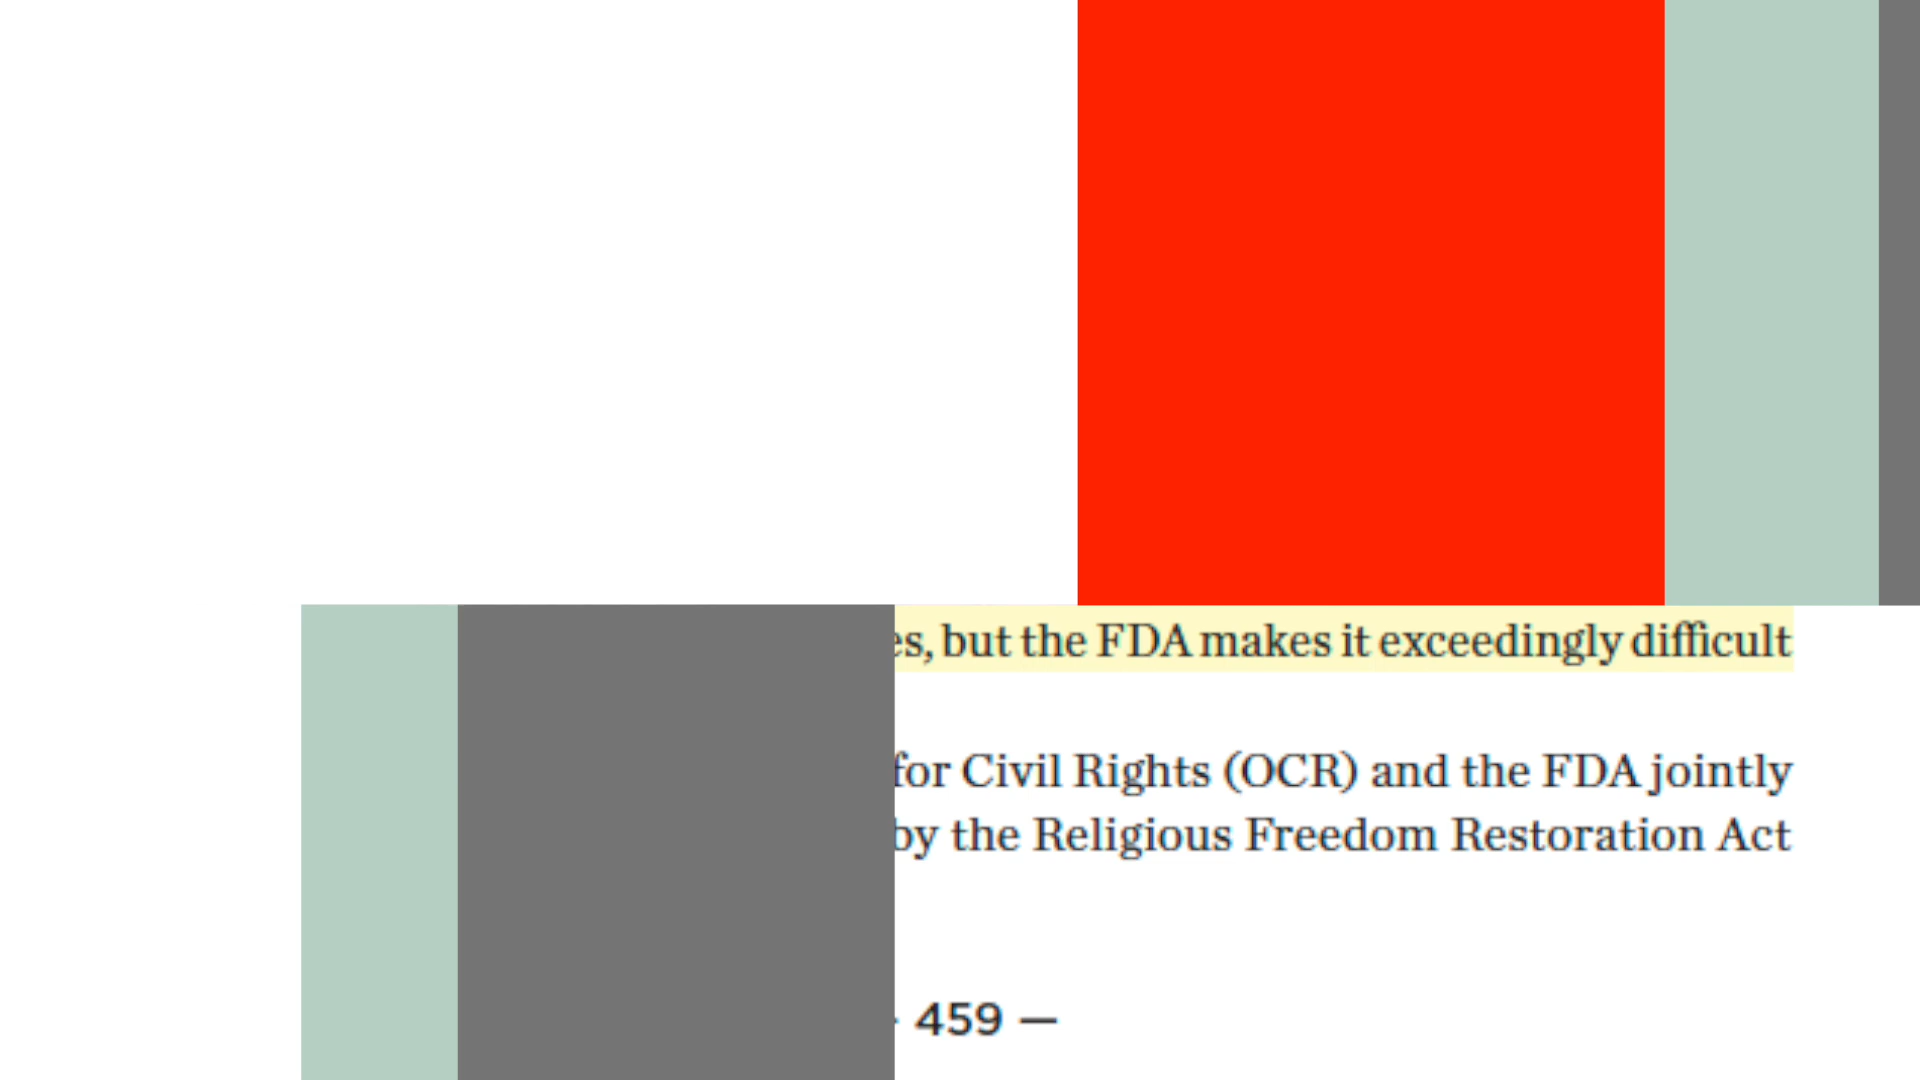 but the FDA makes it exceedingly difficult
for Civil Rights (OCR) and the FDA jointly
by the Religious Freedom Restoration Act
459 —